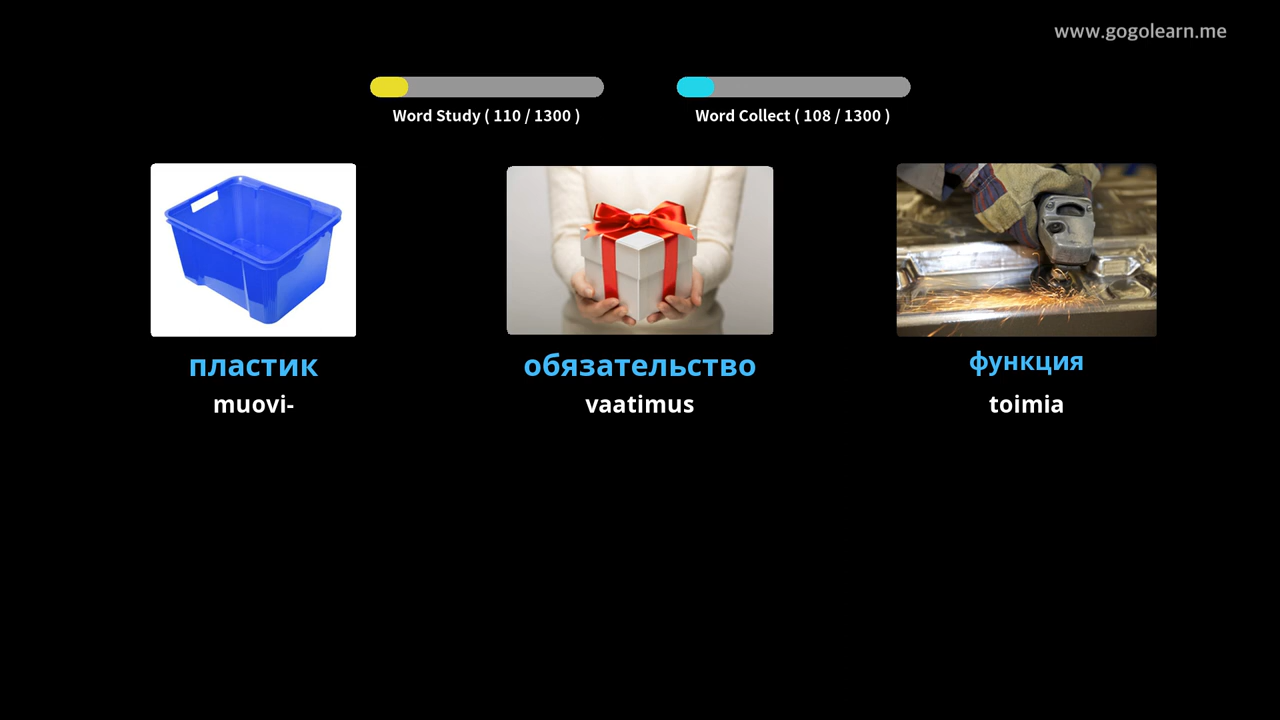 www.gogolearn.me
Word Study ( 110 / 1300 )
Word Collect ( 108 / 1300 )
пластик
muovi-
обязательство
vaatimus
функция
toimia